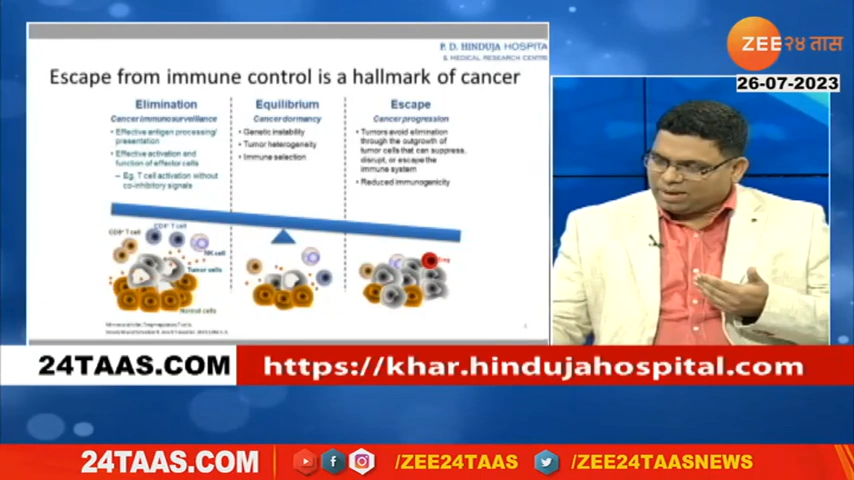 P. D. HINDUJA HOSPITA
& MEDICAL RESEARCH CENTRE
ZEE २४ तास
26-07-2023
Escape from immune control is a hallmark of cancer
Elimination
Cancer immunosurveillance
• Effective antigen processing/
presentation
• Effective activation and
function of effector cells
– Eg. T cell activation without
co-inhibitory signals
Equilibrium
Cancer dormancy
• Genetic instability
• Tumor heterogeneity
• Immune selection
Escape
Cancer progression
• Tumors avoid elimination
through the outgrowth of
tumor cells that can suppress,
disrupt, or escape the
immune system
• Reduced immunogenicity
CD8⁺ T cell
CD4⁺ T cell
NK cell
Tumor cells
Normal cells
Treg
24TAAS.COM
https://khar.hindujahospital.com
24TAAS.COM
/ZEE24TAAS
/ZEE24TAASNEWS